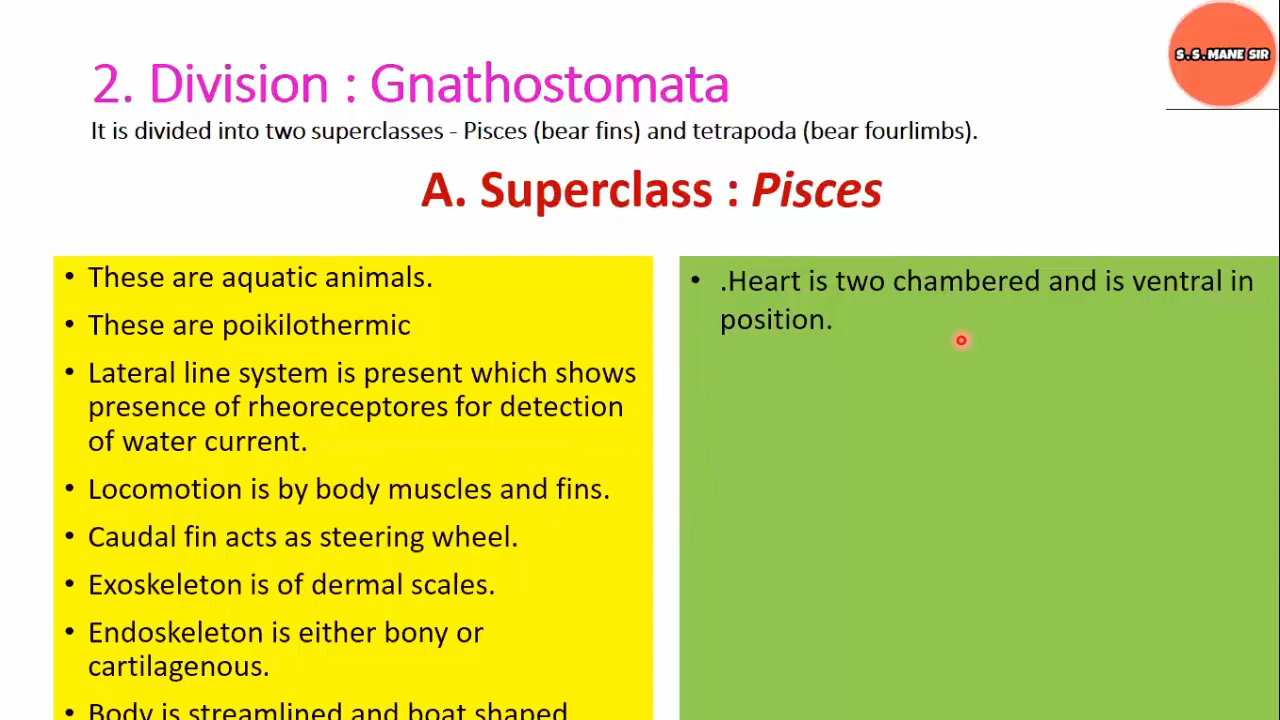 S.S.MANE SIR
2. Division : Gnathostomata
It is divided into two superclasses - Pisces (bear fins) and tetrapoda (bear fourlimbs).
A. Superclass : Pisces
• These are aquatic animals.
• These are poikilothermic
• Lateral line system is present which shows
presence of rheoreceptores for detection
of water current.
• Locomotion is by body muscles and fins.
• Caudal fin acts as steering wheel.
• Exoskeleton is of dermal scales.
• Endoskeleton is either bony or
cartilagenous.
• Body is streamlined and boat shaped
• .Heart is two chambered and is ventral in
position.